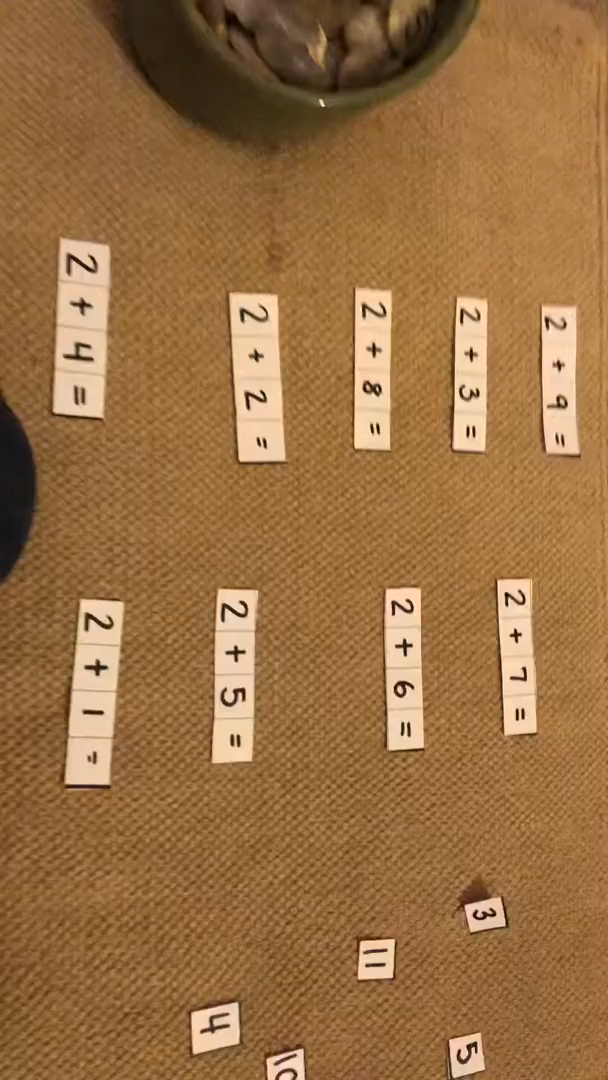 2 + 9 =
2 + 3 =
2 + 8 =
2 + 2 =
2 + 4 =
2 + 7 =
2 + 6 =
2 + 5 =
2 + 1 =
3
11
5
4
10